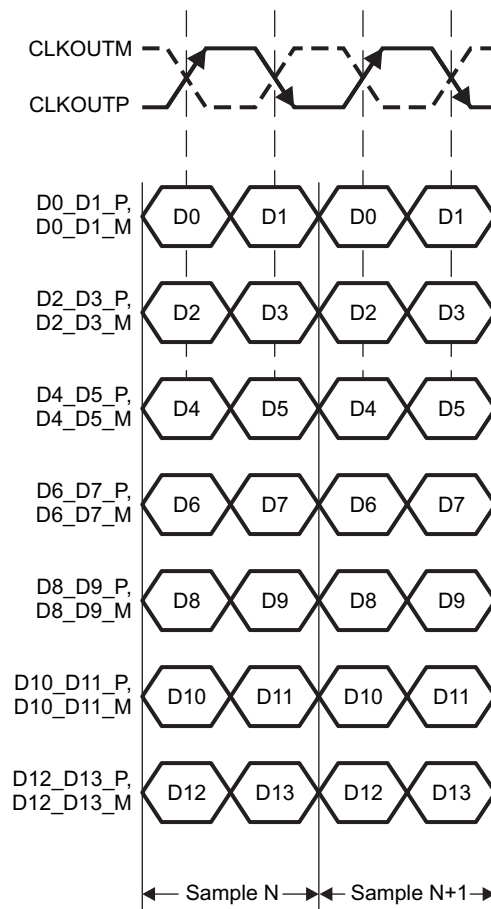 CLKOUTM
CLKOUTP
D0_D1_P,
D0_D1_M
D0 D1 D0 D1
D2_D3_P,
D2_D3_M
D2 D3 D2 D3
D4_D5_P,
D4_D5_M
D4 D5 D4 D5
D6_D7_P,
D6_D7_M
D6 D7 D6 D7
D8_D9_P,
D8_D9_M
D8 D9 D8 D9
D10_D11_P,
D10_D11_M
D10 D11 D10 D11
D12_D13_P,
D12_D13_M
D12 D13 D12 D13
Sample N Sample N+1